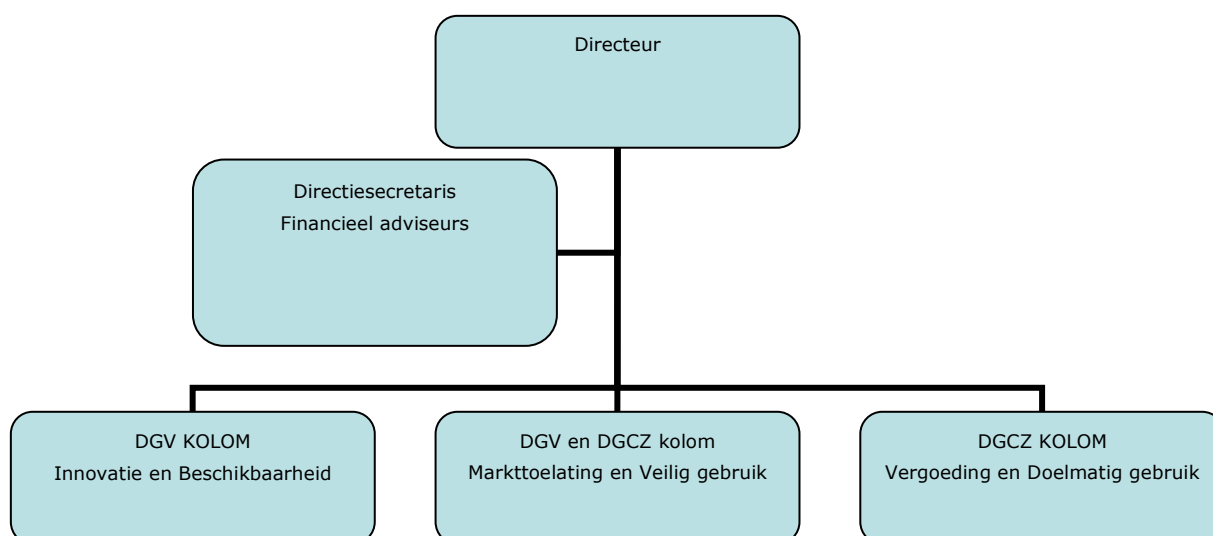 Directeur
Directiesecretaris
Financieel adviseurs
DGV KOLOM
Innovatie en Beschikbaarheid
DGV en DGCZ kolom
Markttoelating en Veilig gebruik
DGCZ KOLOM
Vergoeding en Doelmatig gebruik